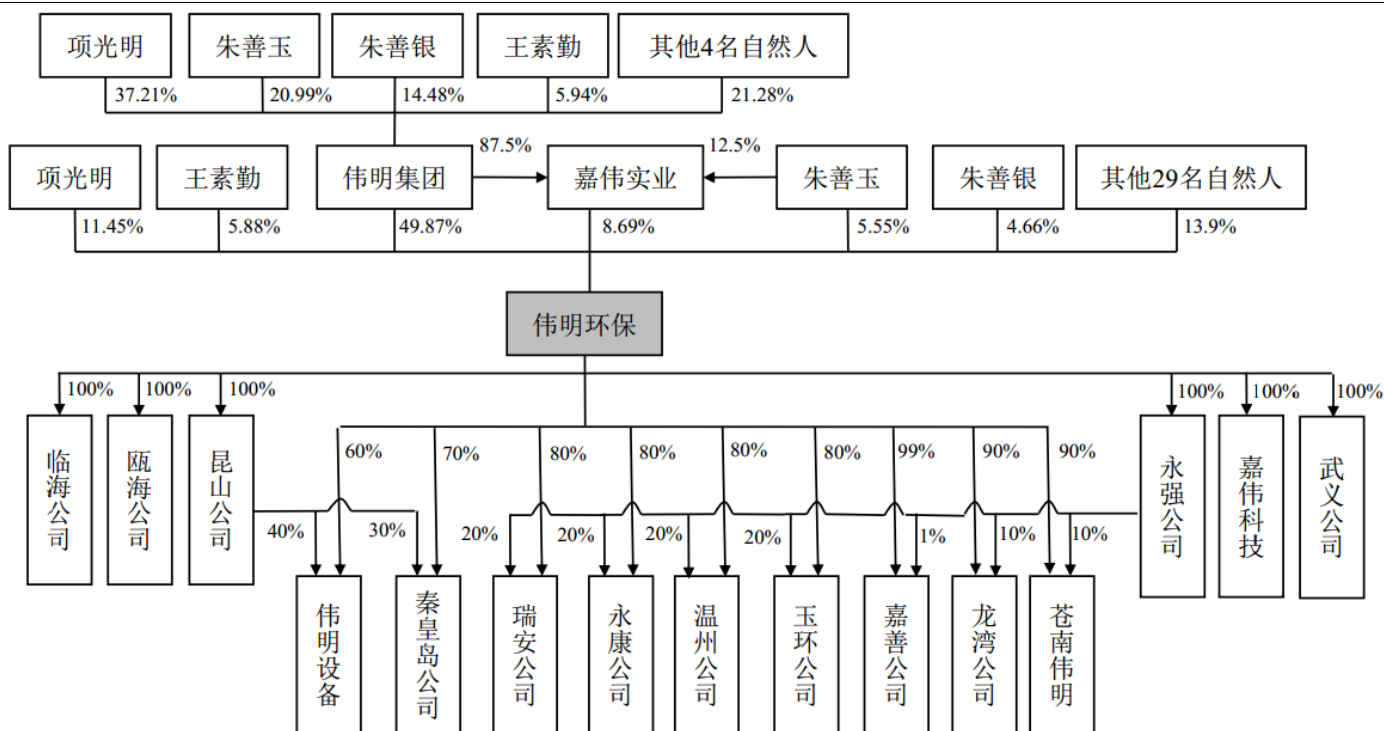 项光明
朱善玉
朱善银
王素勤
其他4名自然人
37.21%
20.99%
14.48%
5.94%
21.28%
87.5%
12.5%
项光明
王素勤
伟明集团
嘉伟实业
朱善玉
朱善银
其他29名自然人
11.45%
5.88%
49.87%
8.69%
5.55%
4.66%
13.9%
伟明环保
100%
100%
100%
100%
100%
100%
临海公司
瓯海公司
昆山公司
永强公司
嘉伟科技
武义公司
60%
70%
80%
80%
80%
80%
99%
90%
90%
40%
30%
20%
20%
20%
20%
1%
10%
10%
伟明设备
秦皇岛公司
瑞安公司
永康公司
温州公司
玉环公司
嘉善公司
龙湾公司
苍南伟明